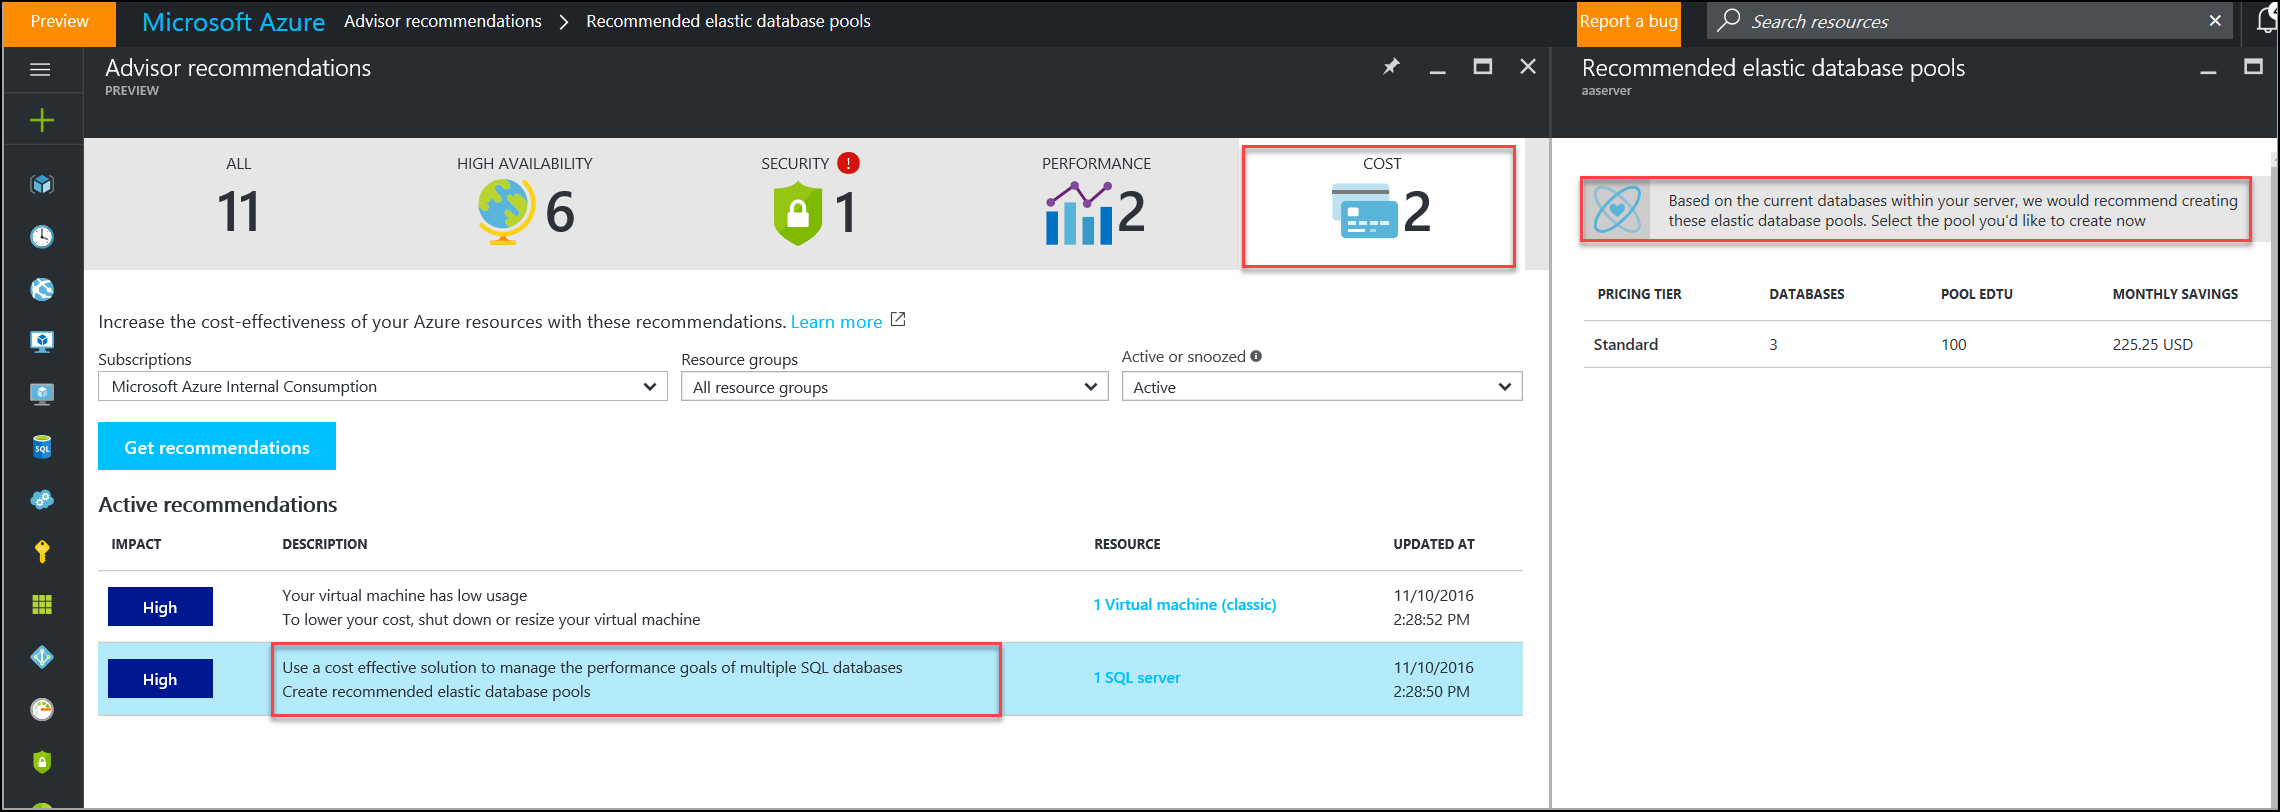 Preview
Microsoft Azure Advisor recommendations > Recommended elastic database pools
Report a bug
Search resources
Advisor recommendations
PREVIEW
ALL
11
HIGH AVAILABILITY
6
SECURITY !
1
PERFORMANCE
2
COST
2
Increase the cost-effectiveness of your Azure resources with these recommendations. Learn more
Subscriptions
Microsoft Azure Internal Consumption
Resource groups
All resource groups
Active or snoozed
Active
Get recommendations
Active recommendations
IMPACT DESCRIPTION RESOURCE UPDATED AT
High
Your virtual machine has low usage
To lower your cost, shut down or resize your virtual machine
1 Virtual machine (classic)
11/10/2016
2:28:52 PM
High
Use a cost effective solution to manage the performance goals of multiple SQL databases
Create recommended elastic database pools
1 SQL server
11/10/2016
2:28:50 PM
SQL
Recommended elastic database pools
aaserver
Based on the current databases within your server, we would recommend creating
these elastic database pools. Select the pool you'd like to create now
PRICING TIER DATABASES POOL EDTU MONTHLY SAVINGS
Standard 3 100 225.25 USD